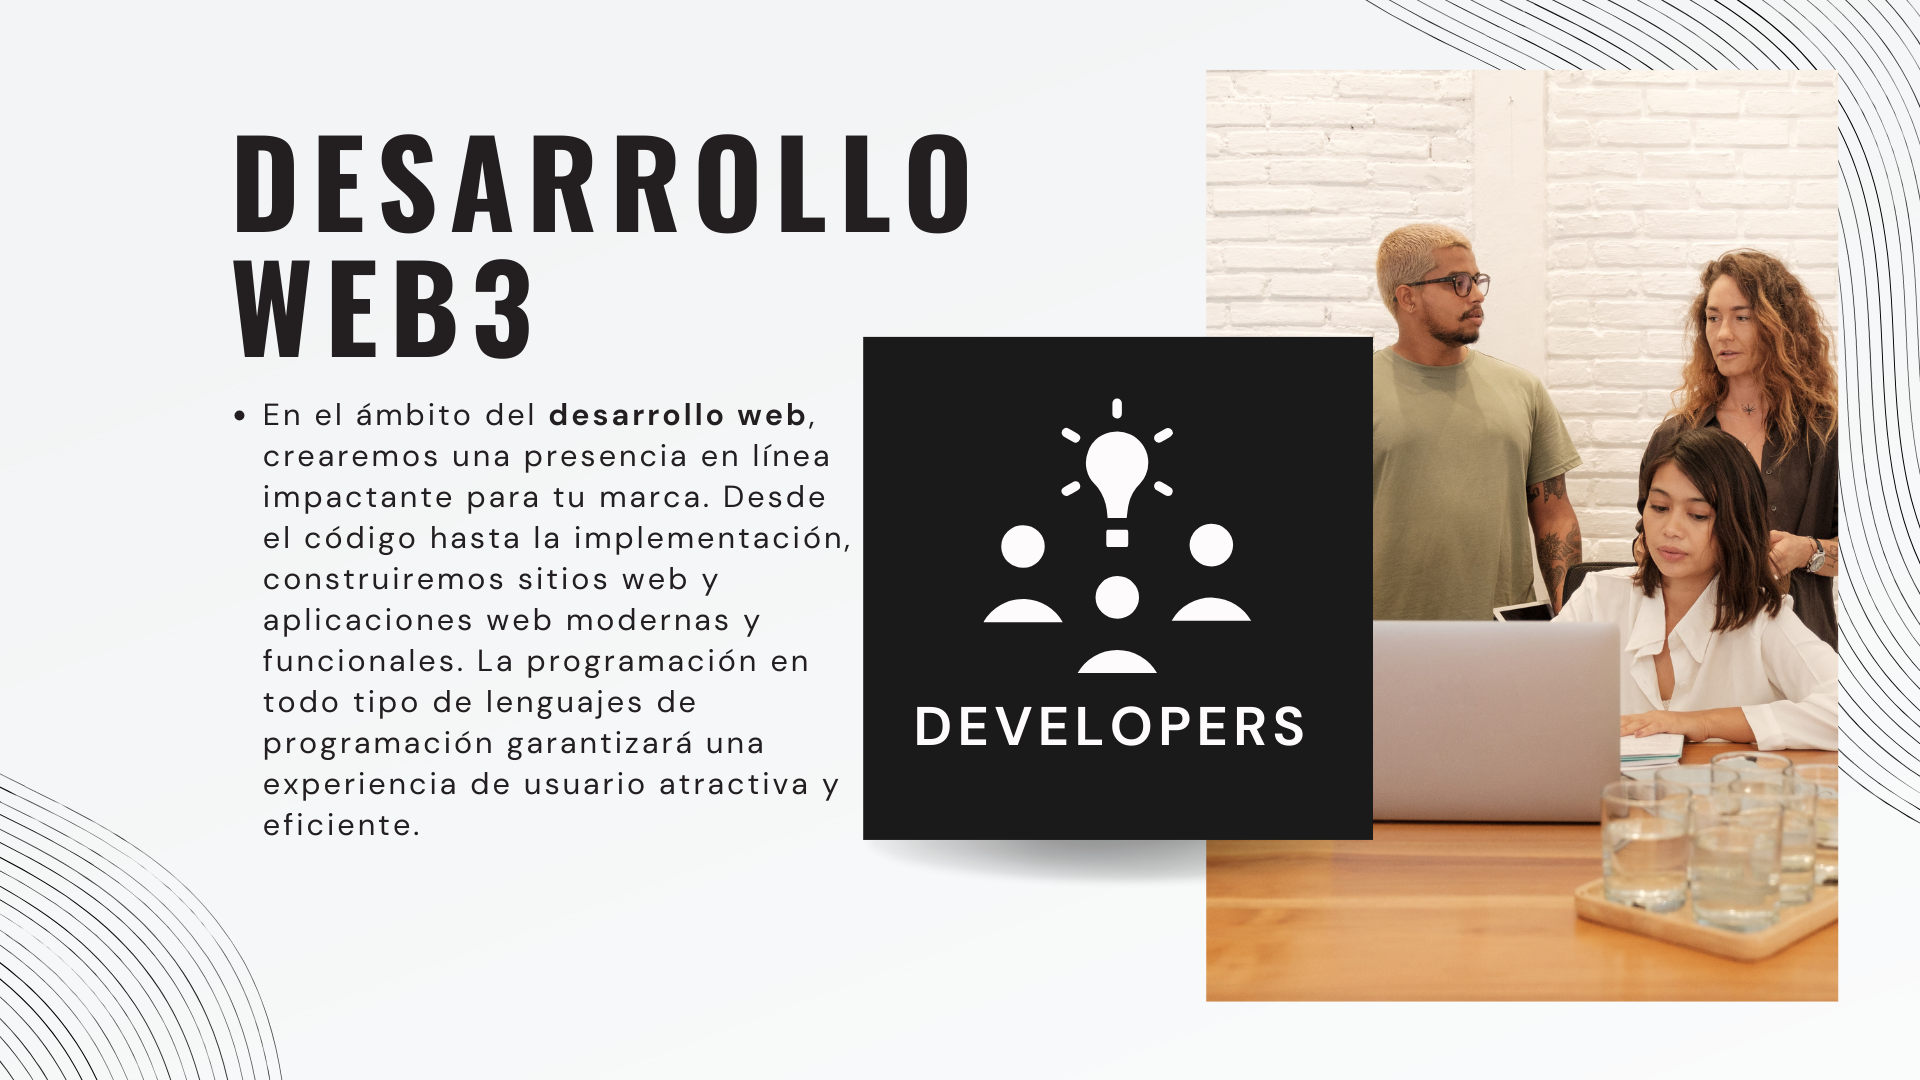 DESARROLLO
WEB3
• En el ámbito del desarrollo web,
crearemos una presencia en línea
impactante para tu marca. Desde
el código hasta la implementación,
construiremos sitios web y
aplicaciones web modernas y
funcionales. La programación en
todo tipo de lenguajes de
programación garantizará una
experiencia de usuario atractiva y
eficiente.
DEVELOPERS